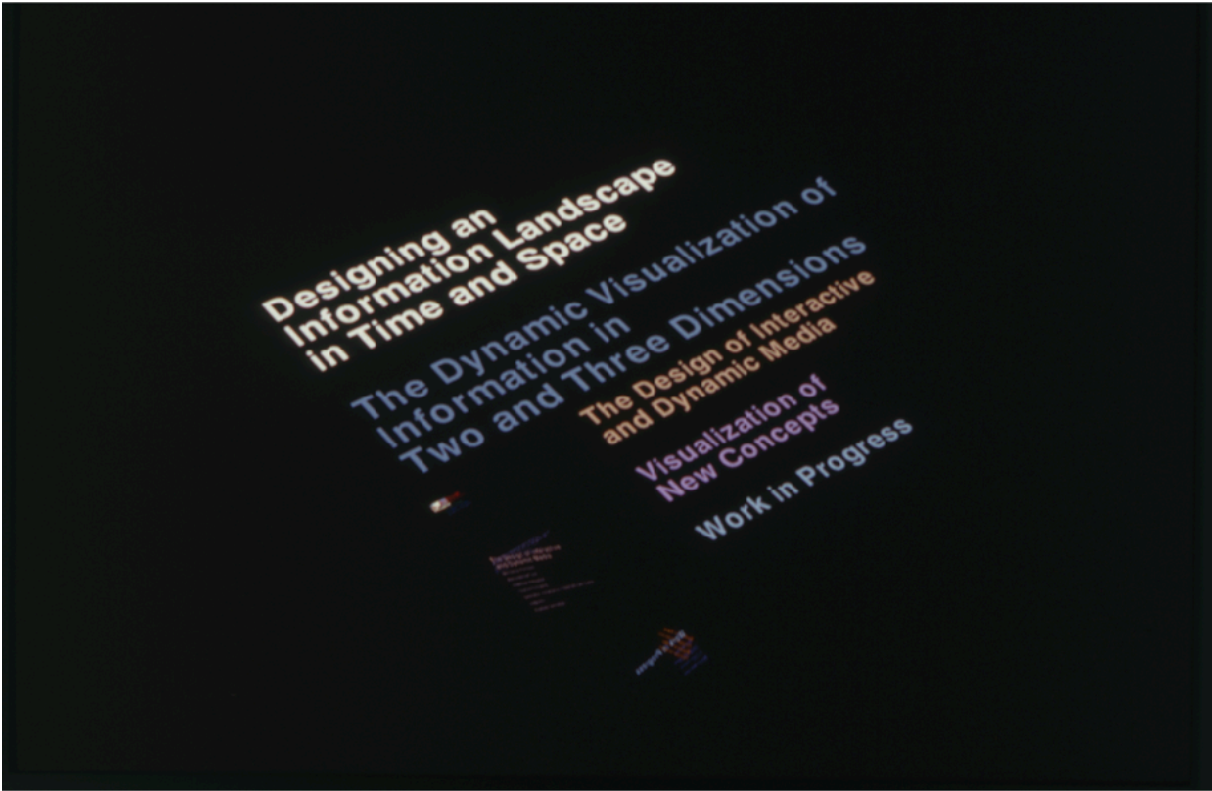 Designing an
Information Landscape
in Time and Space
The Dynamic Visualization of
Information in
Two and Three Dimensions
The Design of Interactive
and Dynamic Media
Visualization of
New Concepts
Work in Progress